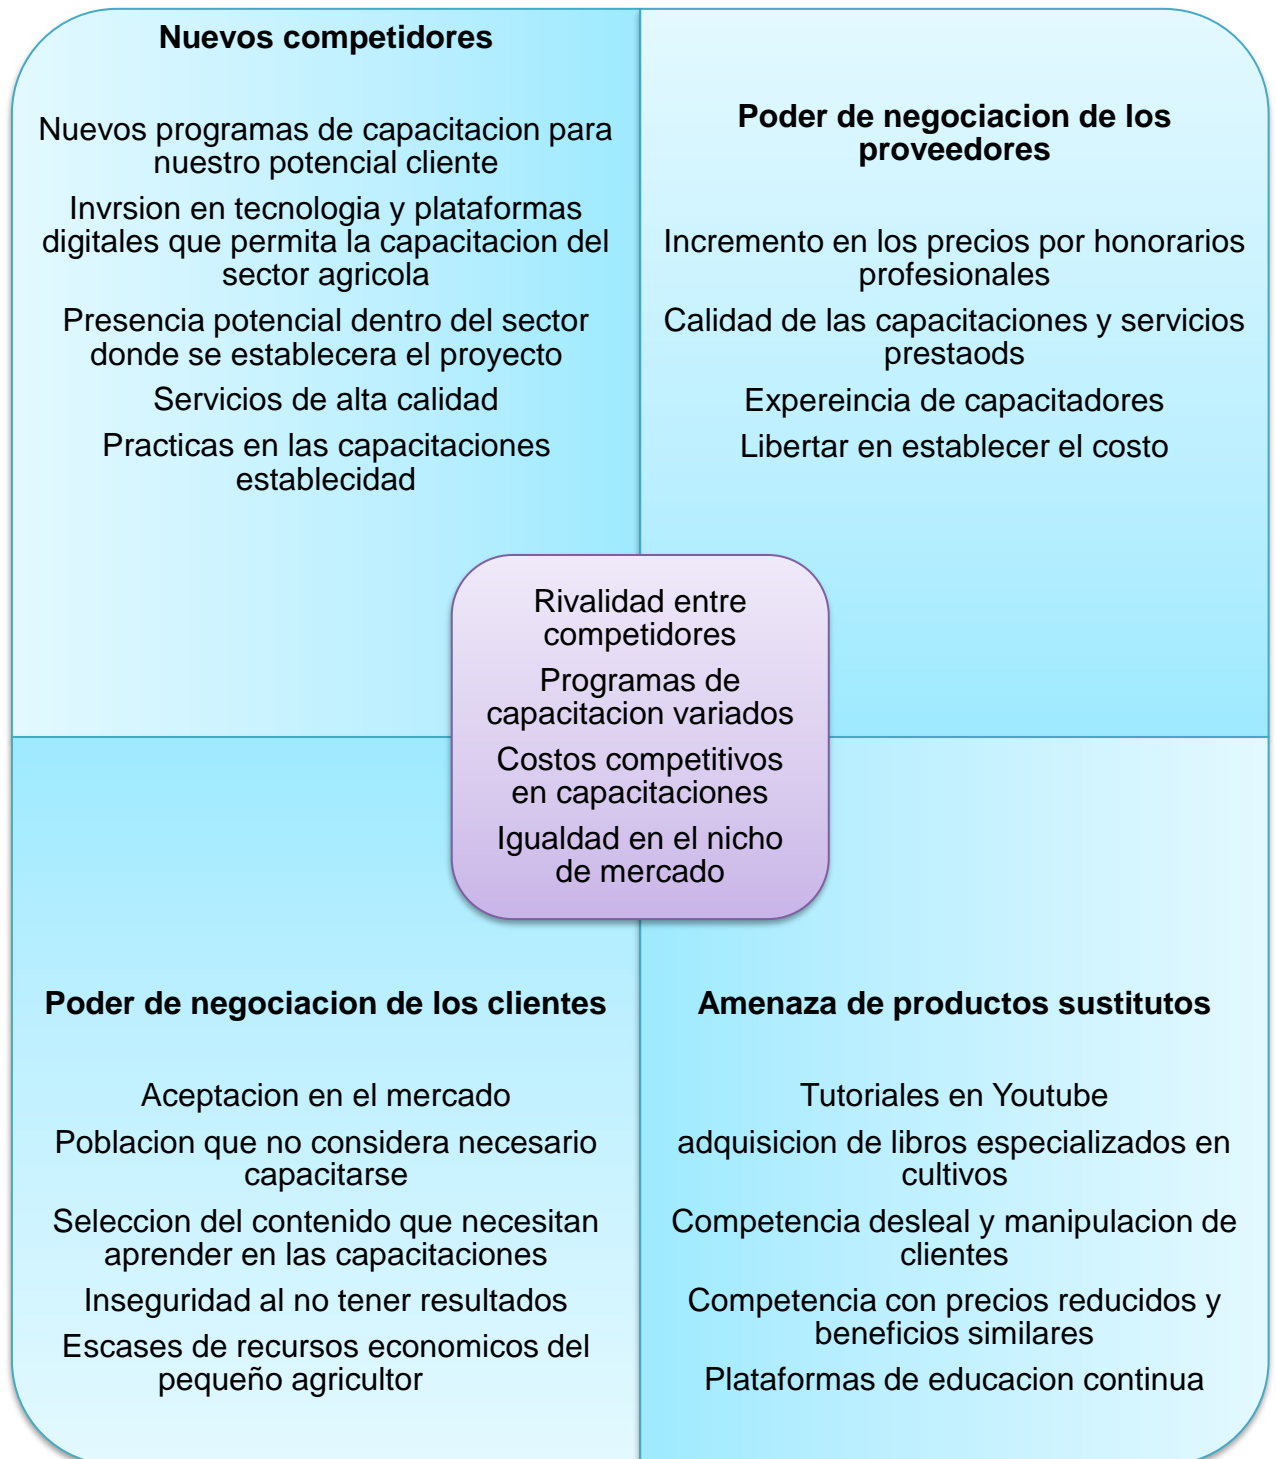 Nuevos competidores
Nuevos programas de capacitacion para
nuestro potencial cliente
Invrsion en tecnologia y plataformas
digitales que permita la capacitacion del
sector agricola
Presencia potencial dentro del sector
donde se establecera el proyecto
Servicios de alta calidad
Practicas en las capacitaciones
establecidad
Poder de negociacion de los
proveedores
Incremento en los precios por honorarios
profesionales
Calidad de las capacitaciones y servicios
prestaods
Expereincia de capacitadores
Libertar en establecer el costo
Rivalidad entre
competidores
Programas de
capacitacion variados
Costos competitivos
en capacitaciones
Igualdad en el nicho
de mercado
Poder de negociacion de los clientes
Aceptacion en el mercado
Poblacion que no considera necesario
capacitarse
Seleccion del contenido que necesitan
aprender en las capacitaciones
Inseguridad al no tener resultados
Escases de recursos economicos del
pequeño agricultor
Amenaza de productos sustitutos
Tutoriales en Youtube
adquisicion de libros especializados en
cultivos
Competencia desleal y manipulacion de
clientes
Competencia con precios reducidos y
beneficios similares
Plataformas de educacion continua